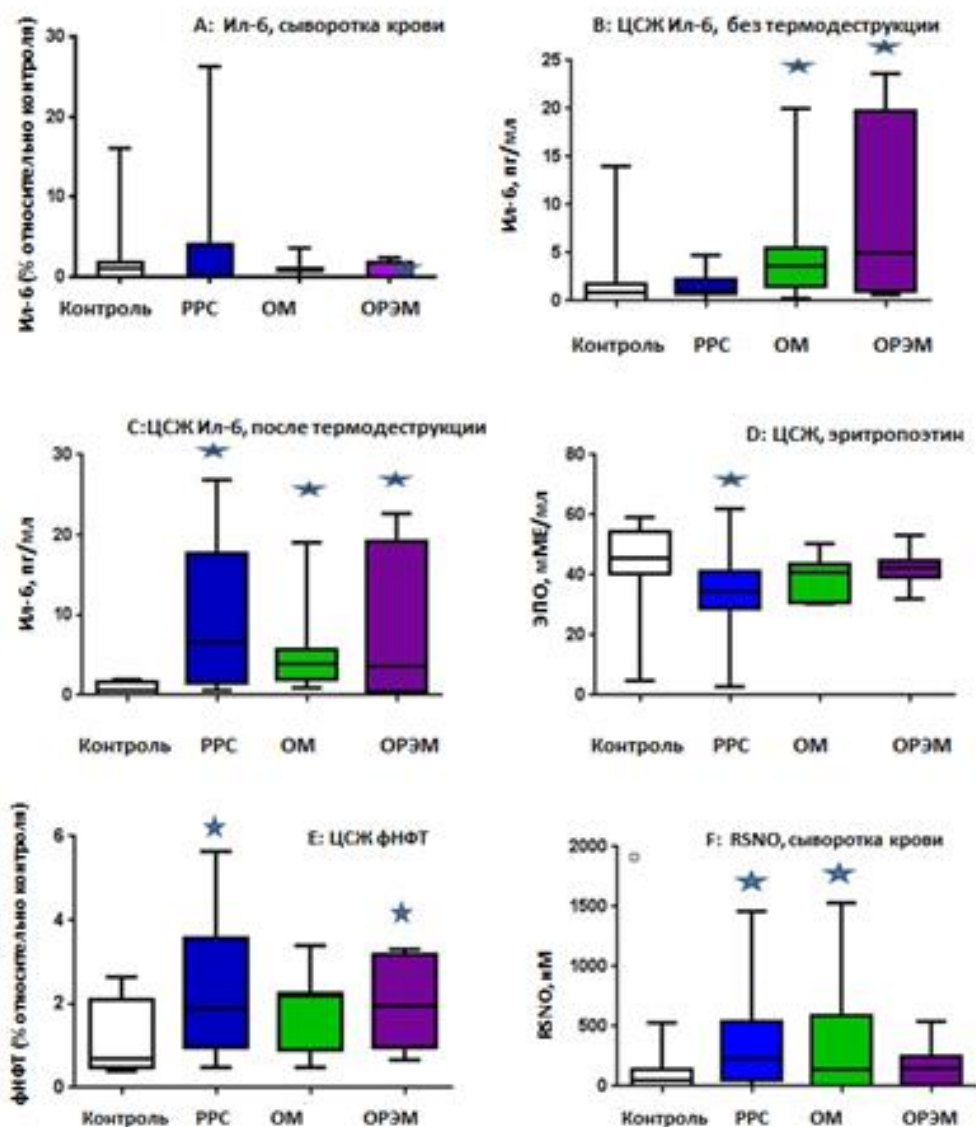 А: Ил-6, сыворотка крови
Ил-6 (% относительно контроля)
30
20
10
0
Контроль РРС ОМ ОРЭМ
В: ЦСЖ Ил-6, без термодеструкции
Ил-6, пг/мл
25
20
15
10
5
0
Контроль РРС ОМ ОРЭМ
С:ЦСЖ Ил-6, после термодеструкции
Ил-6, пг/мл
30
20
10
0
Контроль РРС ОМ ОРЭМ
D: ЦСЖ, эритропоэтин
ЭПО, мМЕ/мл
80
60
40
20
0
Контроль РРС ОМ ОРЭМ
Е: ЦСЖ фНФТ
фНФТ (% относительно контроля)
6
4
2
0
Контроль РРС ОМ ОРЭМ
F: RSNO, сыворотка крови
RSNO, нМ
2000
1500
1000
500
0
Контроль РРС ОМ ОРЭМ